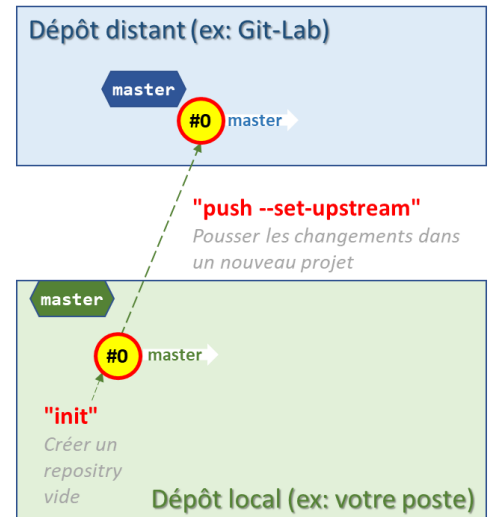 Dépôt distant (ex: Git-Lab)
master
#0
master
"push --set-upstream"
Pousser les changements dans
un nouveau projet
master
#0
master
"init"
Créer un
repositry
vide
Dépôt local (ex: votre poste)